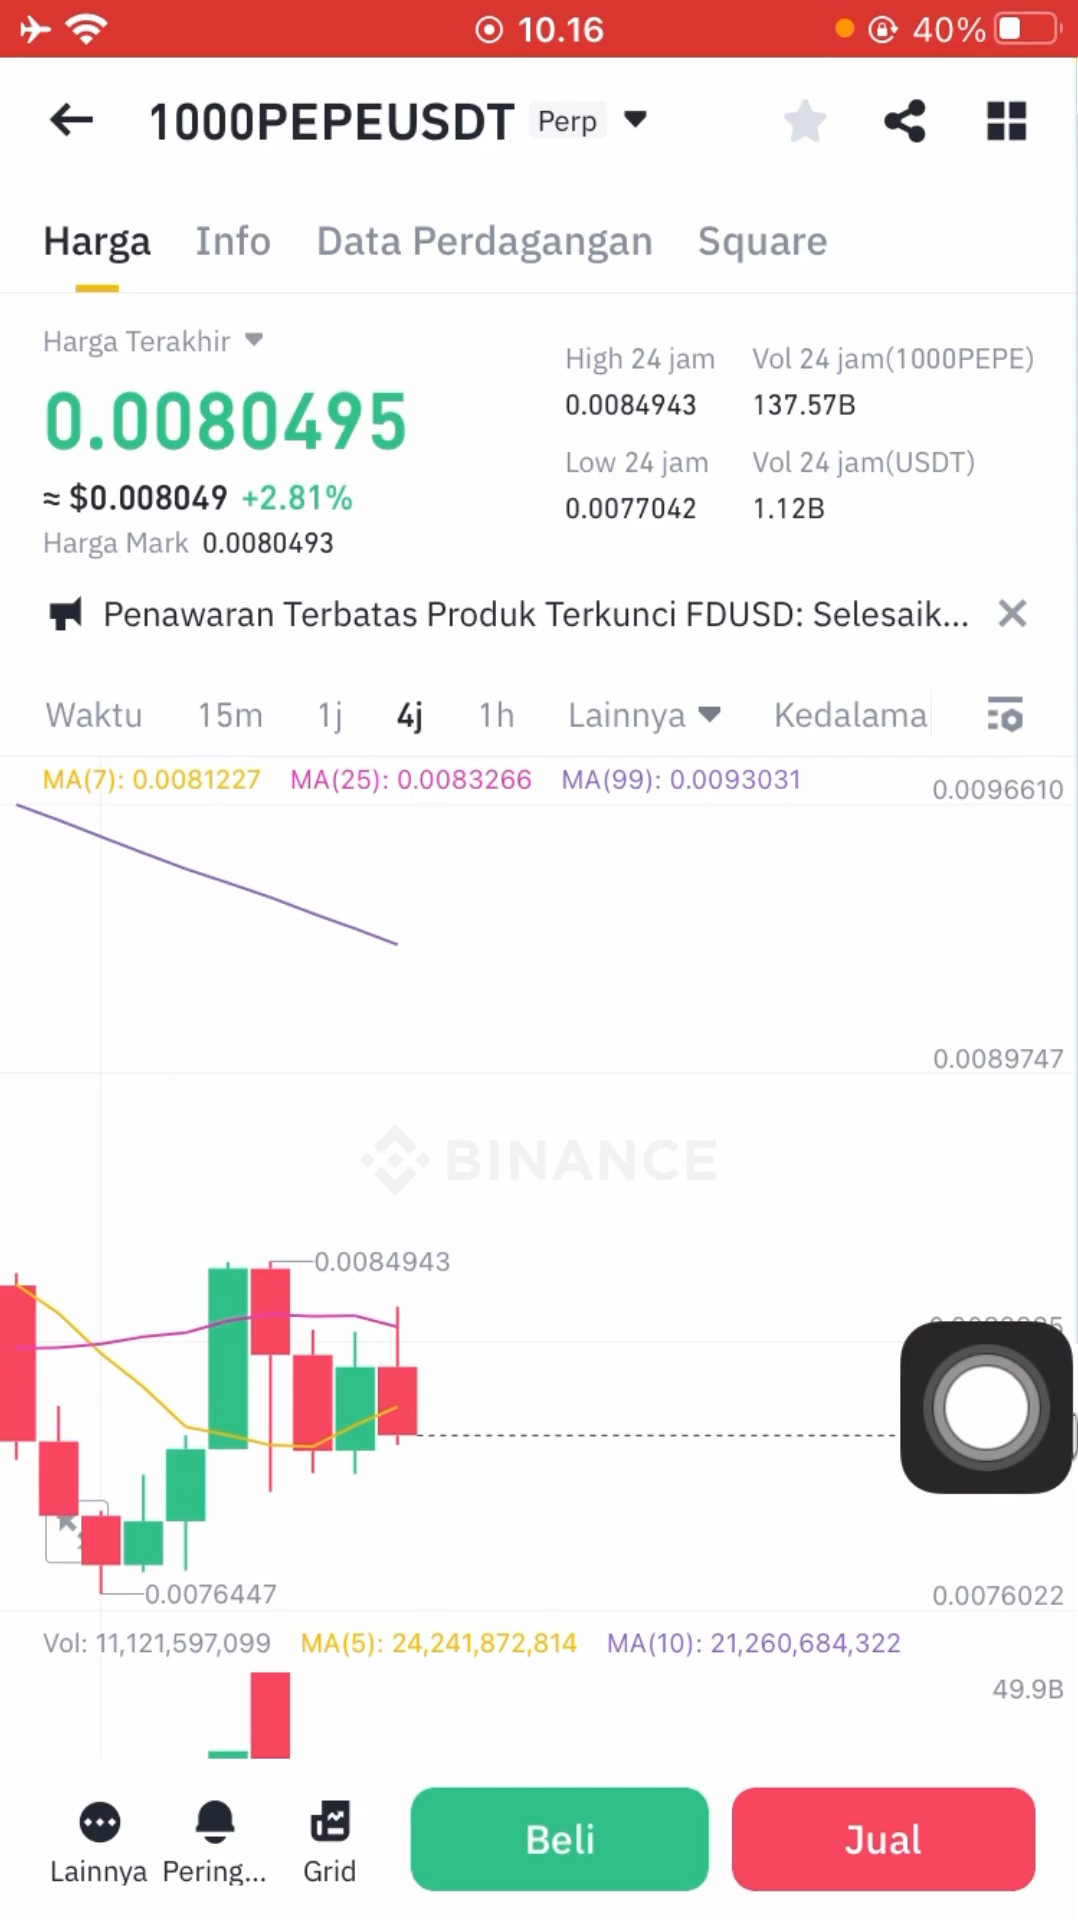 10.16
40%
1000PEPEUSDT Perp
Harga Info Data Perdagangan Square
Harga Terakhir
0.0080495
≈ $0.008049 +2.81%
Harga Mark 0.0080493
High 24 jam Vol 24 jam(1000PEPE)
0.0084943 137.57B
Low 24 jam Vol 24 jam(USDT)
0.0077042 1.12B
Penawaran Terbatas Produk Terkunci FDUSD: Selesaik...
Waktu 15m 1j 4j 1h Lainnya Kedalama
MA(7): 0.0081227 MA(25): 0.0083266 MA(99): 0.0093031
0.0096610
0.0089747
BINANCE
0.0084943
0.0076447
0.0076022
Vol: 11,121,597,099 MA(5): 24,241,872,814 MA(10): 21,260,684,322
49.9B
Lainnya Pering... Grid Beli Jual